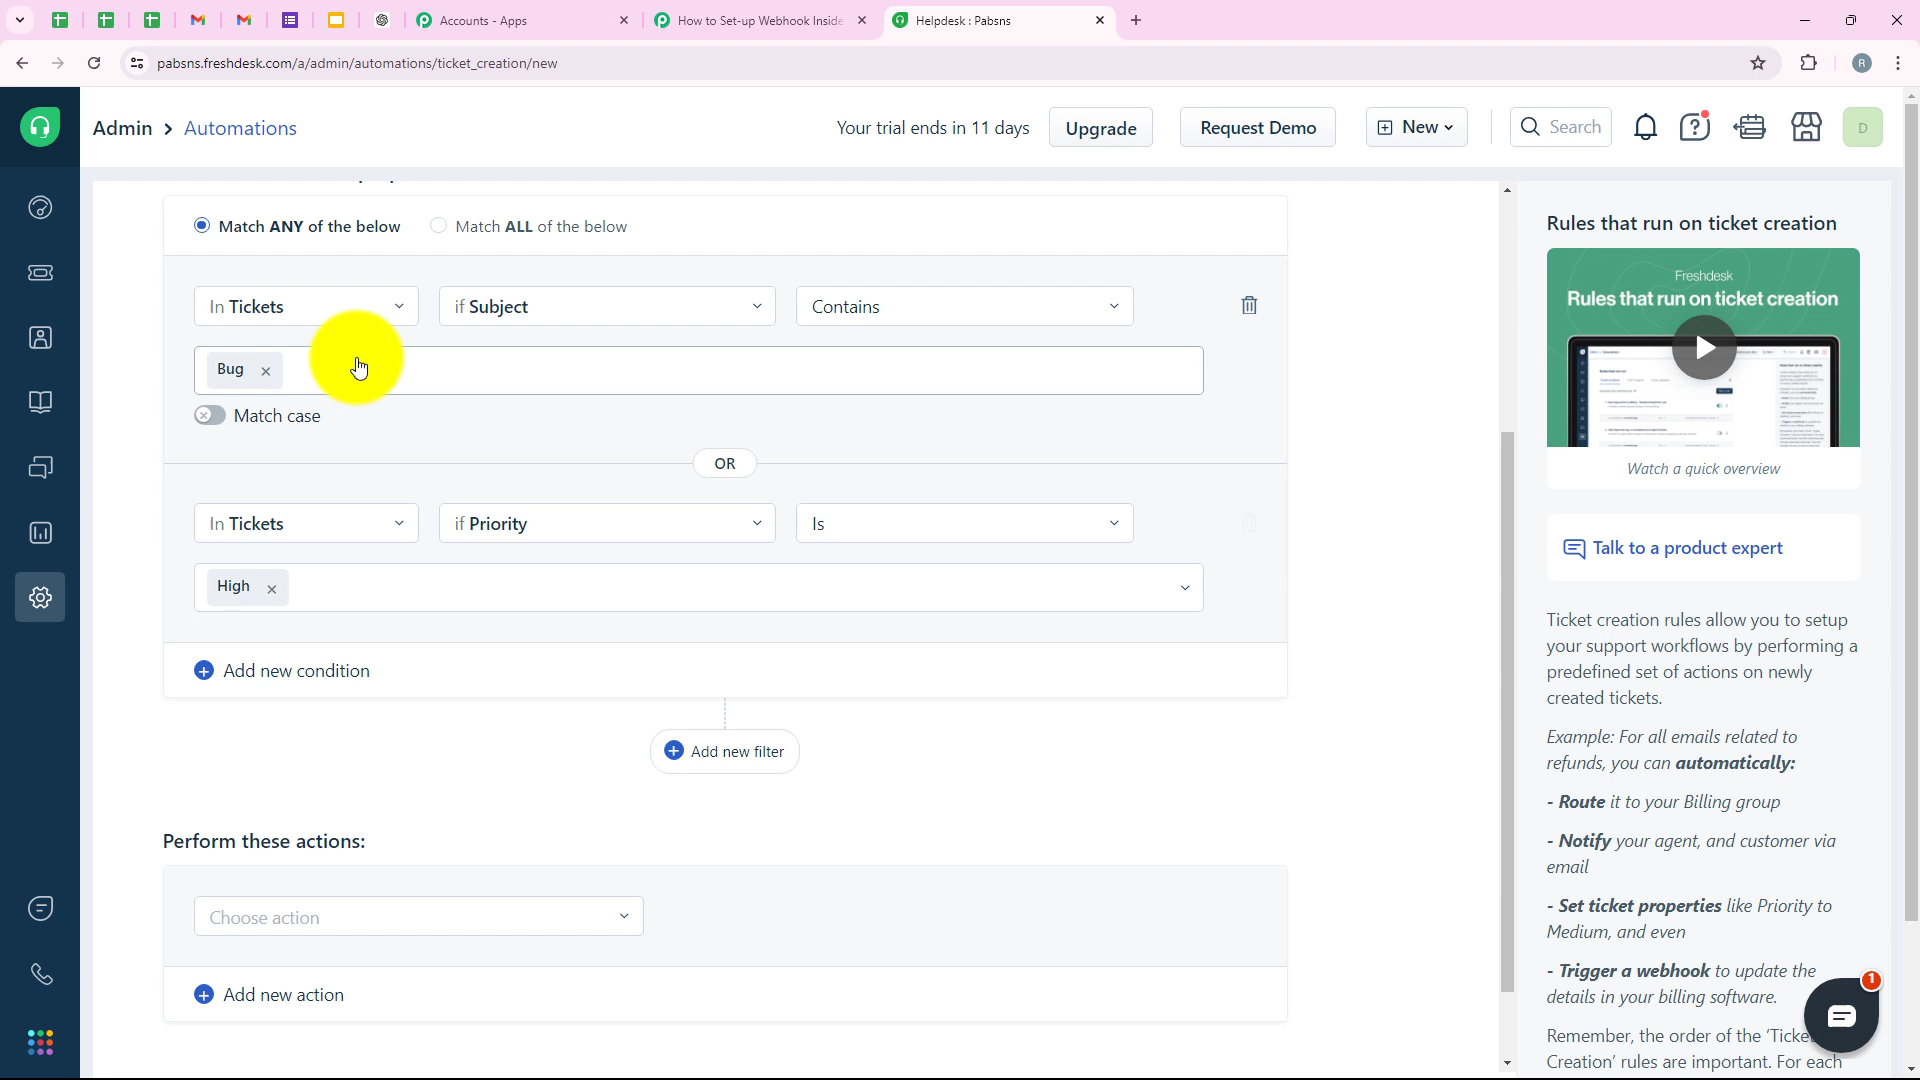 Accounts - Apps
How to Set-up Webhook Inside
Helpdesk : Pabsns
pabsns.freshdesk.com/a/admin/automations/ticket_creation/new
R
Admin > Automations
Your trial ends in 11 days
Upgrade
Request Demo
New
Search
D
Match ANY of the below
Match ALL of the below
In Tickets
if Subject
Contains
Bug
Match case
OR
In Tickets
if Priority
Is
High
Add new condition
Add new filter
Perform these actions:
Choose action
Add new action
Rules that run on ticket creation
Freshdesk
Rules that run on ticket creation
Watch a quick overview
Talk to a product expert
Ticket creation rules allow you to setup
your support workflows by performing a
predefined set of actions on newly
created tickets.
Example: For all emails related to
refunds, you can automatically:
- Route it to your Billing group
- Notify your agent, and customer via
email
- Set ticket properties like Priority to
Medium, and even
- Trigger a webhook to update the
details in your billing software.
Remember, the order of the 'Ticket
Creation' rules are important. For each
1